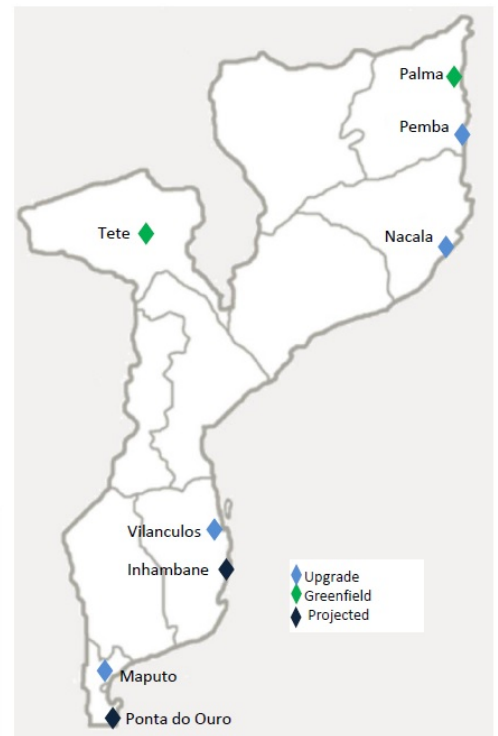 Palma
Pemba
Tete
Nacala
Vilanculos
Inhambane
Upgrade
Greenfield
Projected
Maputo
Ponta do Ouro